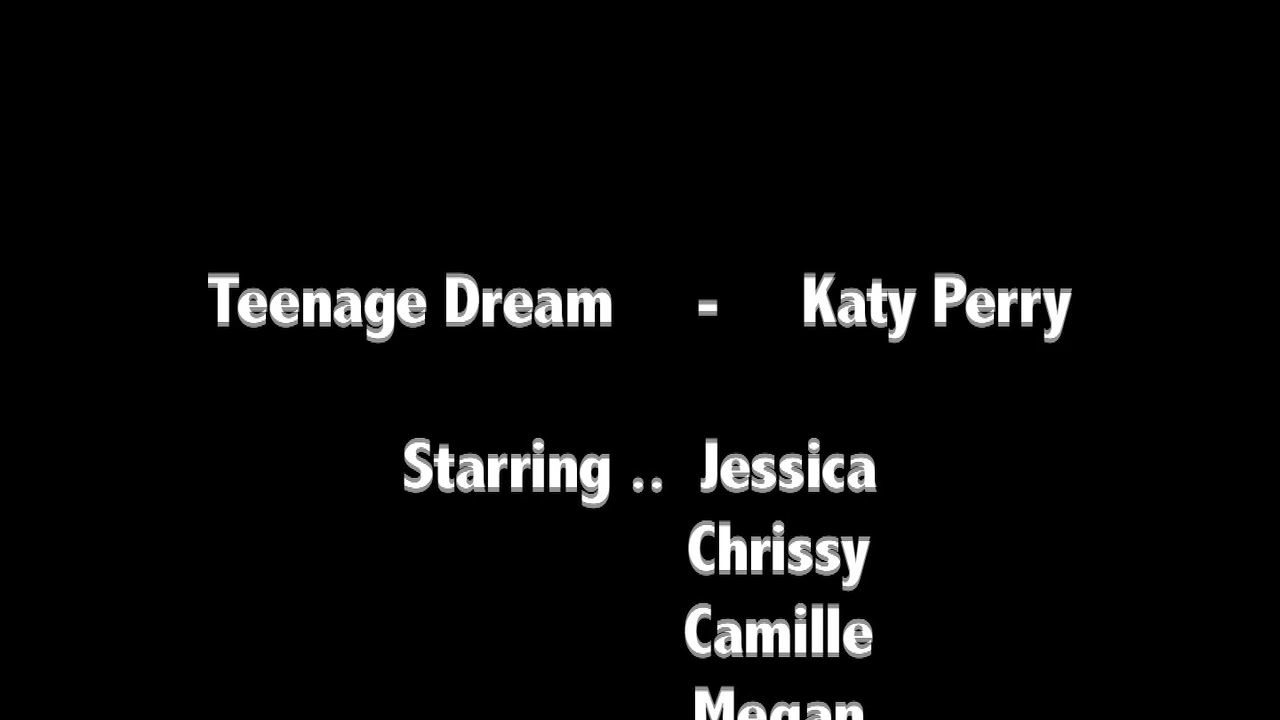 Teenage Dream - Katy Perry
Starring .. Jessica
Chrissy
Camille
Megan